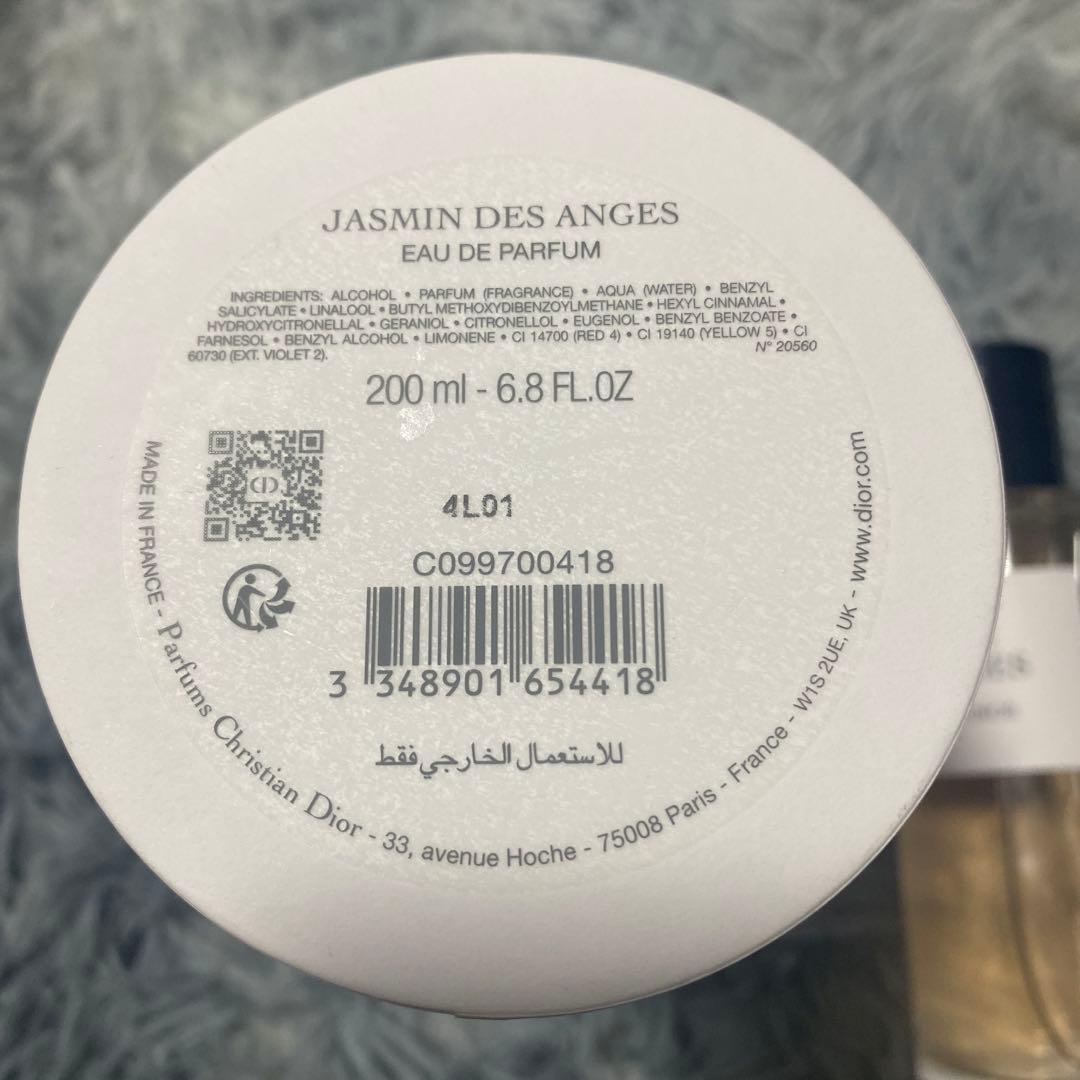 JASMIN DES ANGES
EAU DE PARFUM
INGREDIENTS: ALCOHOL • PARFUM (FRAGRANCE) • AQUA (WATER) • BENZYL
SALICYLATE • LINALOOL • BUTYL METHOXYDIBENZOYLMETHANE • HEXYL CINNAMAL •
HYDROXYCITRONELLAL • GERANIOL • CITRONELLOL • EUGENOL • BENZYL BENZOATE •
FARNESOL • BENZYL ALCOHOL • LIMONENE • CI 14700 (RED 4) • CI 19140 (YELLOW 5) • CI
60730 (EXT. VIOLET 2).
N° 20560
200 ml - 6.8 FL.OZ
4L01
C099700418
3 348901 654418
للاستعمال الخارجي فقط
MADE IN FRANCE - Parfums Christian Dior - 33, avenue Hoche - 75008 Paris - France - W1S 2UE, UK - www.dior.com